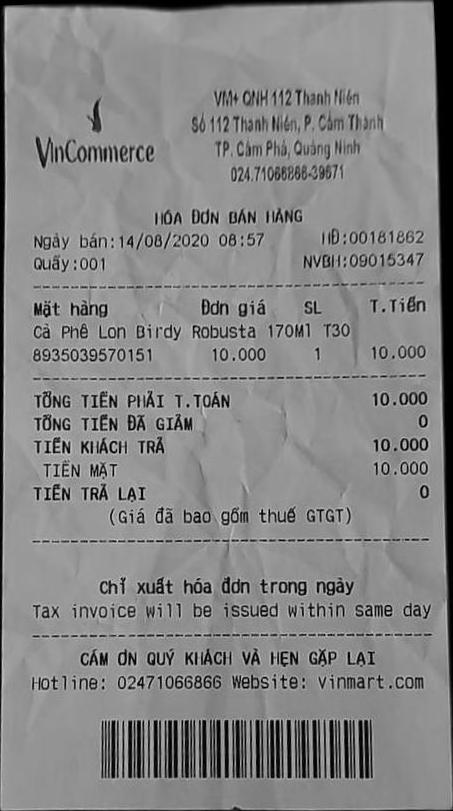 VinCommerce
VM+ QNH 112 Thanh Niên
Số 112 Thanh Niên, P. Cẩm Thành
TP. Cẩm Phả, Quảng Ninh
024.71066866-39671
HÓA ĐƠN BÁN HÀNG
Ngày bán:14/08/2020 08:57 HĐ:00181862
Quầy:001 NVBH:09015347
Mặt hàng Đơn giá SL T.Tiền
Cà Phê Lon Birdy Robusta 170Ml T30
8935039570151 10.000 1 10.000
TỔNG TIỀN PHẢI T.TOÁN 10.000
TỔNG TIỀN ĐÃ GIẢM 0
TIỀN KHÁCH TRẢ 10.000
TIỀN MẶT 10.000
TIỀN TRẢ LẠI 0
(Giá đã bao gồm thuế GTGT)
Chỉ xuất hóa đơn trong ngày
Tax invoice will be issued within same day
CẢM ƠN QUÝ KHÁCH VÀ HẸN GẶP LẠI
Hotline: 02471066866 Website: vinmart.com